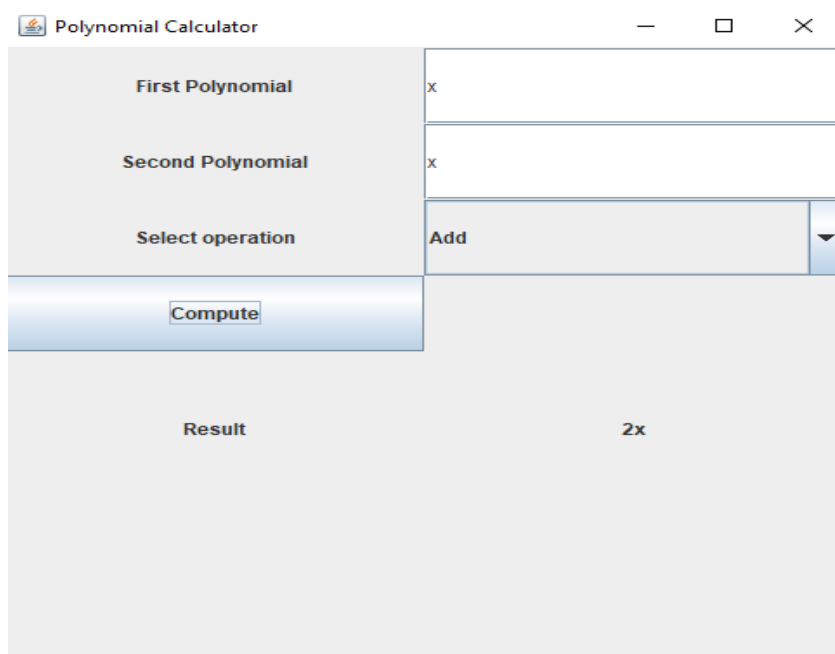 Polynomial Calculator
First Polynomial x
Second Polynomial x
Select operation Add
Compute
Result 2x